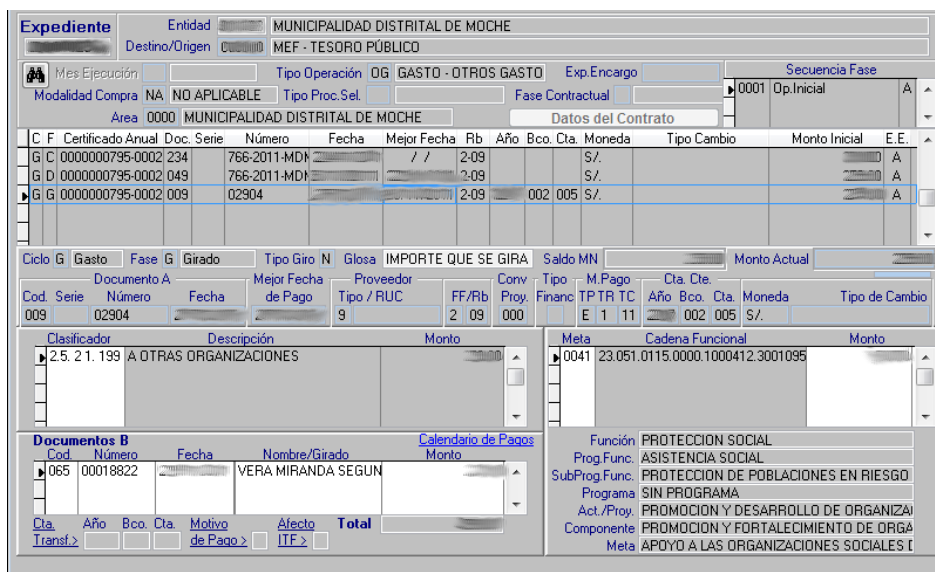 Expediente Entidad MUNICIPALIDAD DISTRITAL DE MOCHE
Destino/Origen MEF - TESORO PÚBLICO
Mes Ejecución Tipo Operación OG GASTO - OTROS GASTO Exp.Encargo Secuencia Fase
Modalidad Compra NA NO APLICABLE Tipo Proc.Sel. Fase Contractual 0001 Op.Inicial A
Area 0000 MUNICIPALIDAD DISTRITAL DE MOCHE Datos del Contrato
C F Certificado Anual Doc. Serie Número Fecha Mejor Fecha Rb Año Bco. Cta. Moneda Tipo Cambio Monto Inicial E.E.
G C 0000000795-0002 234 766-2011-MDM / / 2-09 S/. A
G D 0000000795-0002 049 766-2011-MDM 2-09 S/. A
G G 0000000795-0002 009 02904 2-09 002 005 S/. A
Ciclo G Gasto Fase G Girado Tipo Giro N Glosa IMPORTE QUE SE GIRA Saldo MN Monto Actual
Documento A Mejor Fecha Proveedor Conv Tipo M.Pago Cta. Cte.
Cod. Serie Número Fecha de Pago Tipo / RUC FF/Rb Proy. Financ TP TR TC Año Bco. Cta. Moneda Tipo de Cambio
009 02904 9 2 09 000 E 1 11 002 005 S/.
Clasificador Descripción Monto Meta Cadena Funcional Monto
2.5. 2 1. 199 A OTRAS ORGANIZACIONES 0041 23.051.0115.0000.1000412.3001095
Documentos B Calendario de Pagos
Cod. Número Fecha Nombre/Girado Monto
065 00018822 VERA MIRANDA SEGUN
Cta. Transf.> Año Bco. Cta. Motivo de Pago > Afecto ITF > Total
Función PROTECCION SOCIAL
Prog.Func. ASISTENCIA SOCIAL
SubProg.Func. PROTECCION DE POBLACIONES EN RIESGO
Programa SIN PROGRAMA
Act./Proy. PROMOCION Y DESARROLLO DE ORGANIZAI
Componente PROMOCION Y FORTALECIMIENTO DE ORGA
Meta APOYO A LAS ORGANIZACIONES SOCIALES D